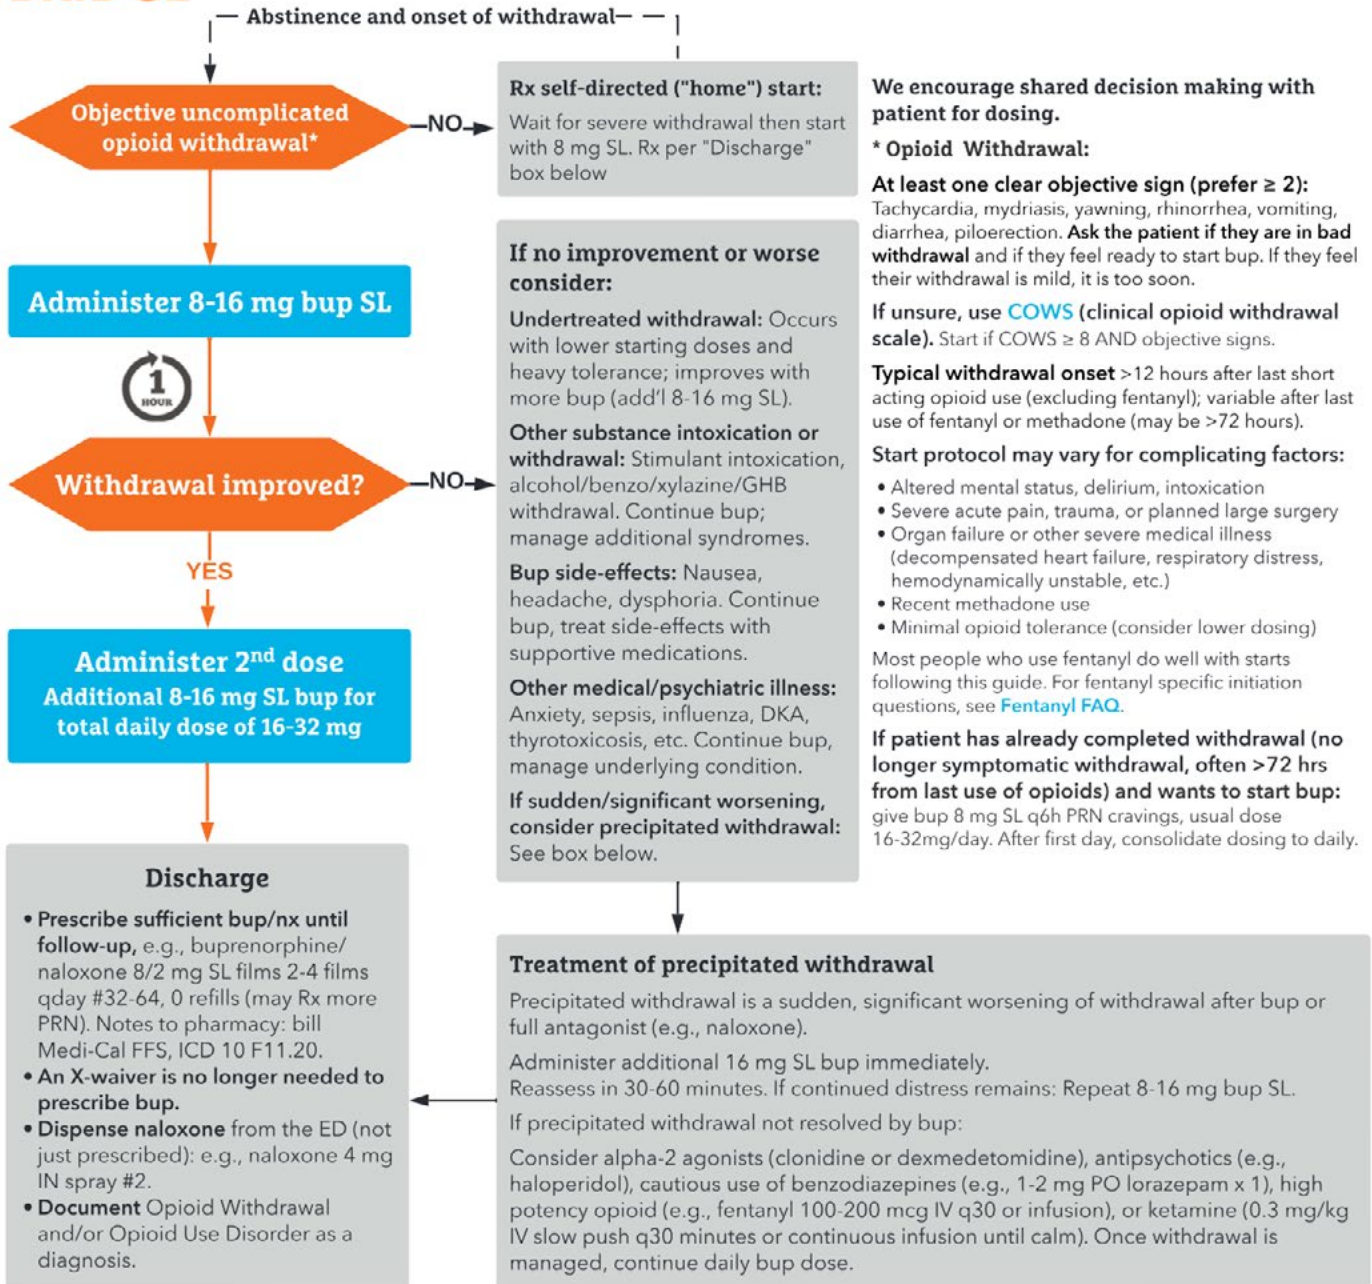 Abstinence and onset of withdrawal
Objective uncomplicated
opioid withdrawal*
NO
Rx self-directed ("home") start:
Wait for severe withdrawal then start
with 8 mg SL. Rx per "Discharge"
box below
Administer 8-16 mg bup SL
1
HOUR
Withdrawal improved?
NO
If no improvement or worse
consider:
Undertreated withdrawal: Occurs
with lower starting doses and
heavy tolerance; improves with
more bup (add'l 8-16 mg SL).
Other substance intoxication or
withdrawal: Stimulant intoxication,
alcohol/benzo/xylazine/GHB
withdrawal. Continue bup;
manage additional syndromes.
Bup side-effects: Nausea,
headache, dysphoria. Continue
bup, treat side-effects with
supportive medications.
Other medical/psychiatric illness:
Anxiety, sepsis, influenza, DKA,
thyrotoxicosis, etc. Continue bup,
manage underlying condition.
If sudden/significant worsening,
consider precipitated withdrawal:
See box below.
YES
Administer 2nd dose
Additional 8-16 mg SL bup for
total daily dose of 16-32 mg
Discharge
• Prescribe sufficient bup/nx until
follow-up, e.g., buprenorphine/
naloxone 8/2 mg SL films 2-4 films
qday #32-64, 0 refills (may Rx more
PRN). Notes to pharmacy: bill
Medi-Cal FFS, ICD 10 F11.20.
• An X-waiver is no longer needed to
prescribe bup.
• Dispense naloxone from the ED (not
just prescribed): e.g., naloxone 4 mg
IN spray #2.
• Document Opioid Withdrawal
and/or Opioid Use Disorder as a
diagnosis.
Treatment of precipitated withdrawal
Precipitated withdrawal is a sudden, significant worsening of withdrawal after bup or
full antagonist (e.g., naloxone).
Administer additional 16 mg SL bup immediately.
Reassess in 30-60 minutes. If continued distress remains: Repeat 8-16 mg bup SL.
If precipitated withdrawal not resolved by bup:
Consider alpha-2 agonists (clonidine or dexmedetomidine), antipsychotics (e.g.,
haloperidol), cautious use of benzodiazepines (e.g., 1-2 mg PO lorazepam x 1), high
potency opioid (e.g., fentanyl 100-200 mcg IV q30 or infusion), or ketamine (0.3 mg/kg
IV slow push q30 minutes or continuous infusion until calm). Once withdrawal is
managed, continue daily bup dose.
We encourage shared decision making with
patient for dosing.
* Opioid Withdrawal:
At least one clear objective sign (prefer ≥ 2):
Tachycardia, mydriasis, yawning, rhinorrhea, vomiting,
diarrhea, piloerection. Ask the patient if they are in bad
withdrawal and if they feel ready to start bup. If they feel
their withdrawal is mild, it is too soon.
If unsure, use COWS (clinical opioid withdrawal
scale). Start if COWS ≥ 8 AND objective signs.
Typical withdrawal onset >12 hours after last short
acting opioid use (excluding fentanyl); variable after last
use of fentanyl or methadone (may be >72 hours).
Start protocol may vary for complicating factors:
• Altered mental status, delirium, intoxication
• Severe acute pain, trauma, or planned large surgery
• Organ failure or other severe medical illness
(decompensated heart failure, respiratory distress,
hemodynamically unstable, etc.)
• Recent methadone use
• Minimal opioid tolerance (consider lower dosing)
Most people who use fentanyl do well with starts
following this guide. For fentanyl specific initiation
questions, see Fentanyl FAQ.
If patient has already completed withdrawal (no
longer symptomatic withdrawal, often >72 hrs
from last use of opioids) and wants to start bup:
give bup 8 mg SL q6h PRN cravings, usual dose
16-32mg/day. After first day, consolidate dosing to daily.